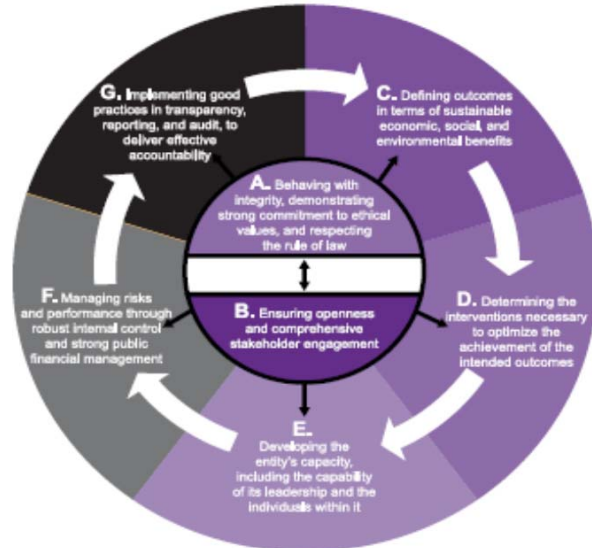 G. Implementing good
practices in transparency,
reporting, and audit, to
deliver effective
accountability
C. Defining outcomes
in terms of sustainable
economic, social, and
environmental benefits
A. Behaving with
integrity, demonstrating
strong commitment to ethical
values, and respecting
the rule of law
B. Ensuring openness
and comprehensive
stakeholder engagement
D. Determining the
interventions necessary
to optimize the
achievement of the
intended outcomes
E.
Developing the
entity's capacity,
including the capability
of its leadership and the
individuals within it
F. Managing risks
and performance through
robust internal control
and strong public
financial management